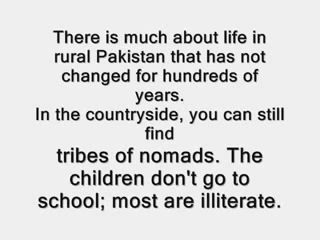 There is much about life in
rural Pakistan that has not
changed for hundreds of
years.
In the countryside, you can still
find
tribes of nomads. The
children don't go to
school; most are illiterate.